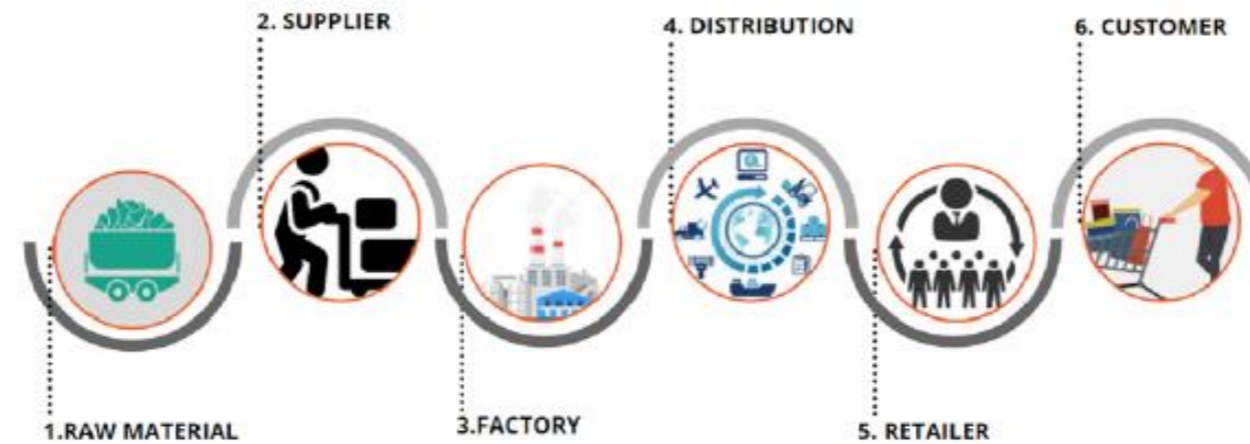 1.RAW MATERIAL
2. SUPPLIER
3.FACTORY
4. DISTRIBUTION
5. RETAILER
6. CUSTOMER